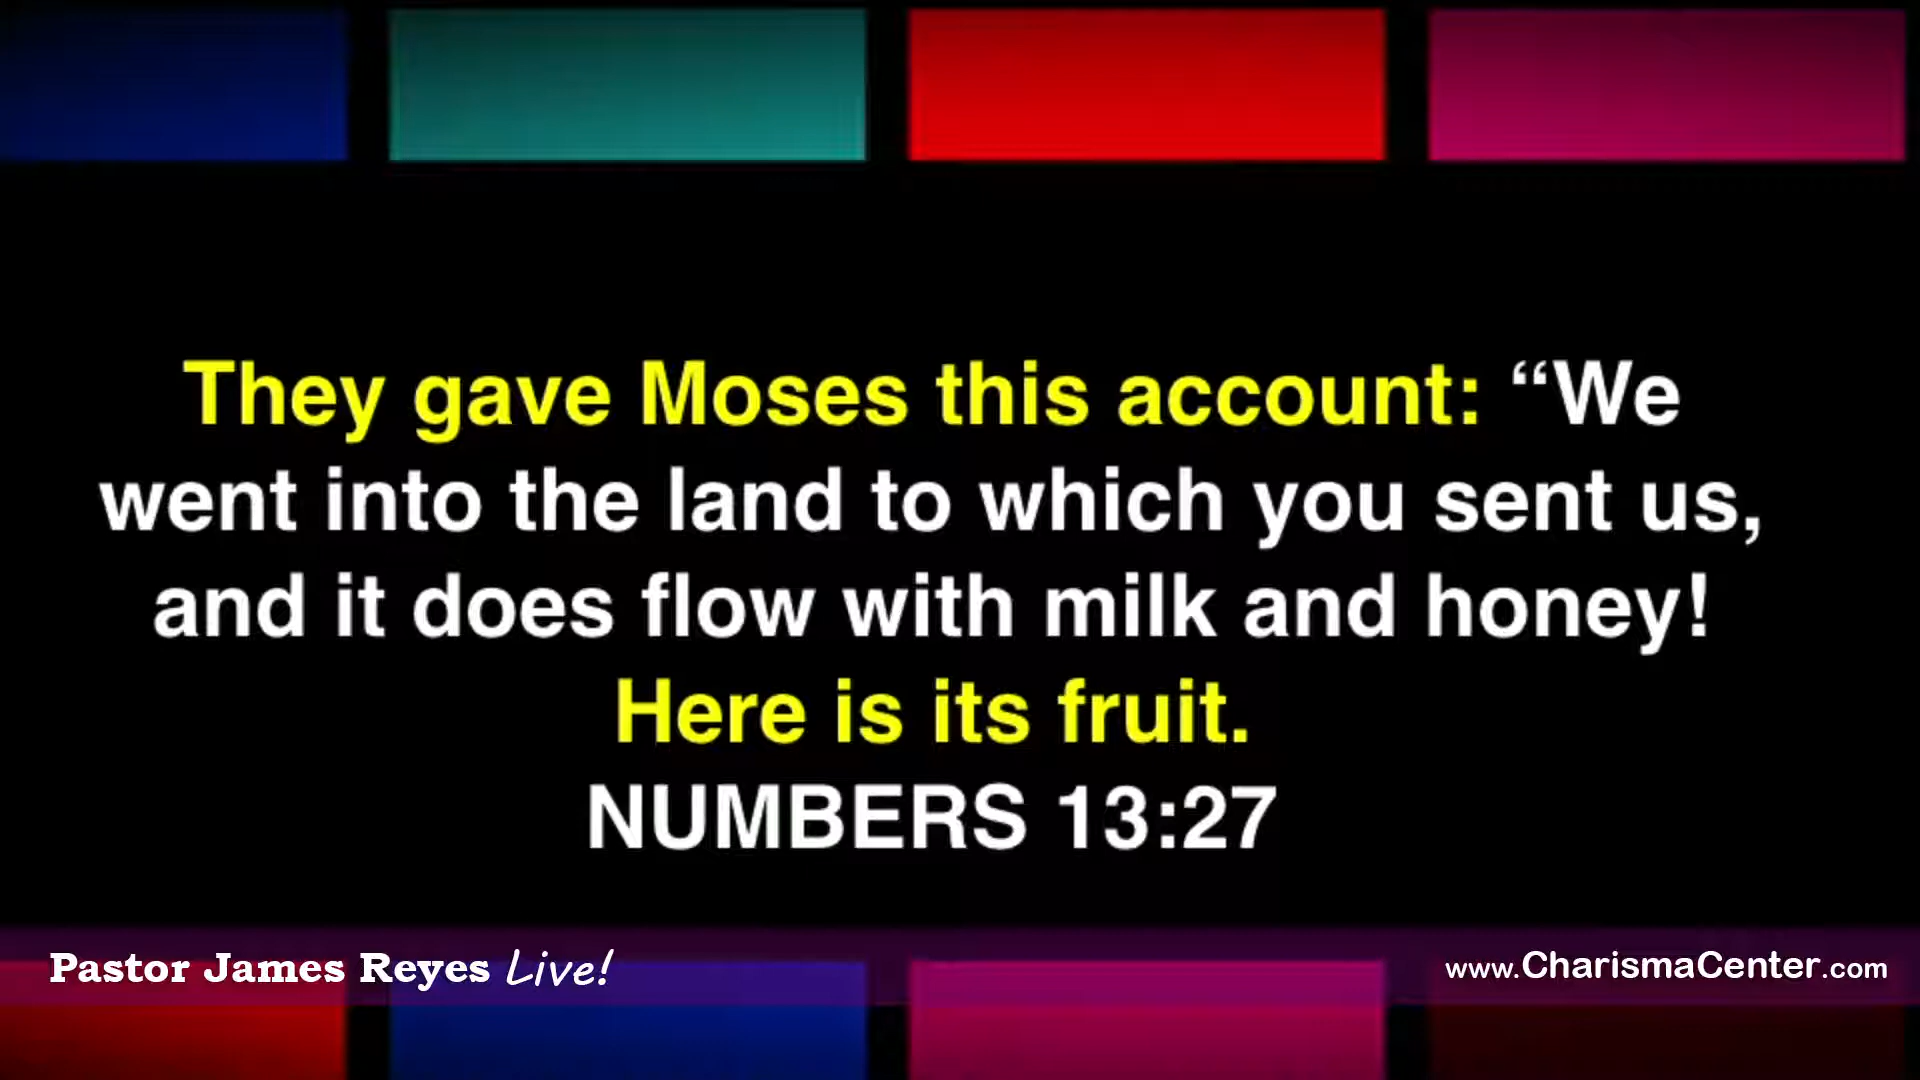 They gave Moses this account: “We
went into the land to which you sent us,
and it does flow with milk and honey!
Here is its fruit.
NUMBERS 13:27
Pastor James Reyes Live!
www.CharismaCenter.com